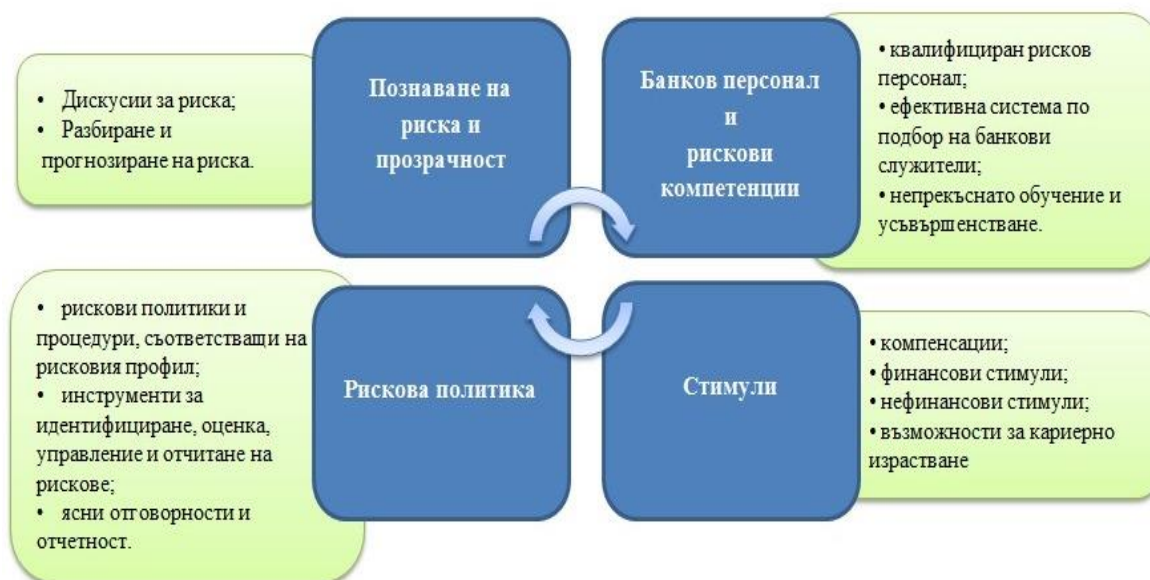 • Дискусии за риска;
• Разбиране и
прогнозиране на риска.
Познаване на
риска и
прозрачност
Банков персонал
и
рискови
компетенции
• квалифициран рисков
персонал;
• ефективна система по
подбор на банкови
служители;
• непрекъснато обучение и
усъвършенстване.
• рискови политики и
процедури, съответстващи на
рисковия профил;
• инструменти за
идентифициране, оценка,
управление и отчитане на
рискове;
• ясни отговорности и
отчетност.
Рискова политика
Стимули
• компенсации;
• финансови стимули;
• нефинансови стимули;
• възможности за кариерно
израстване